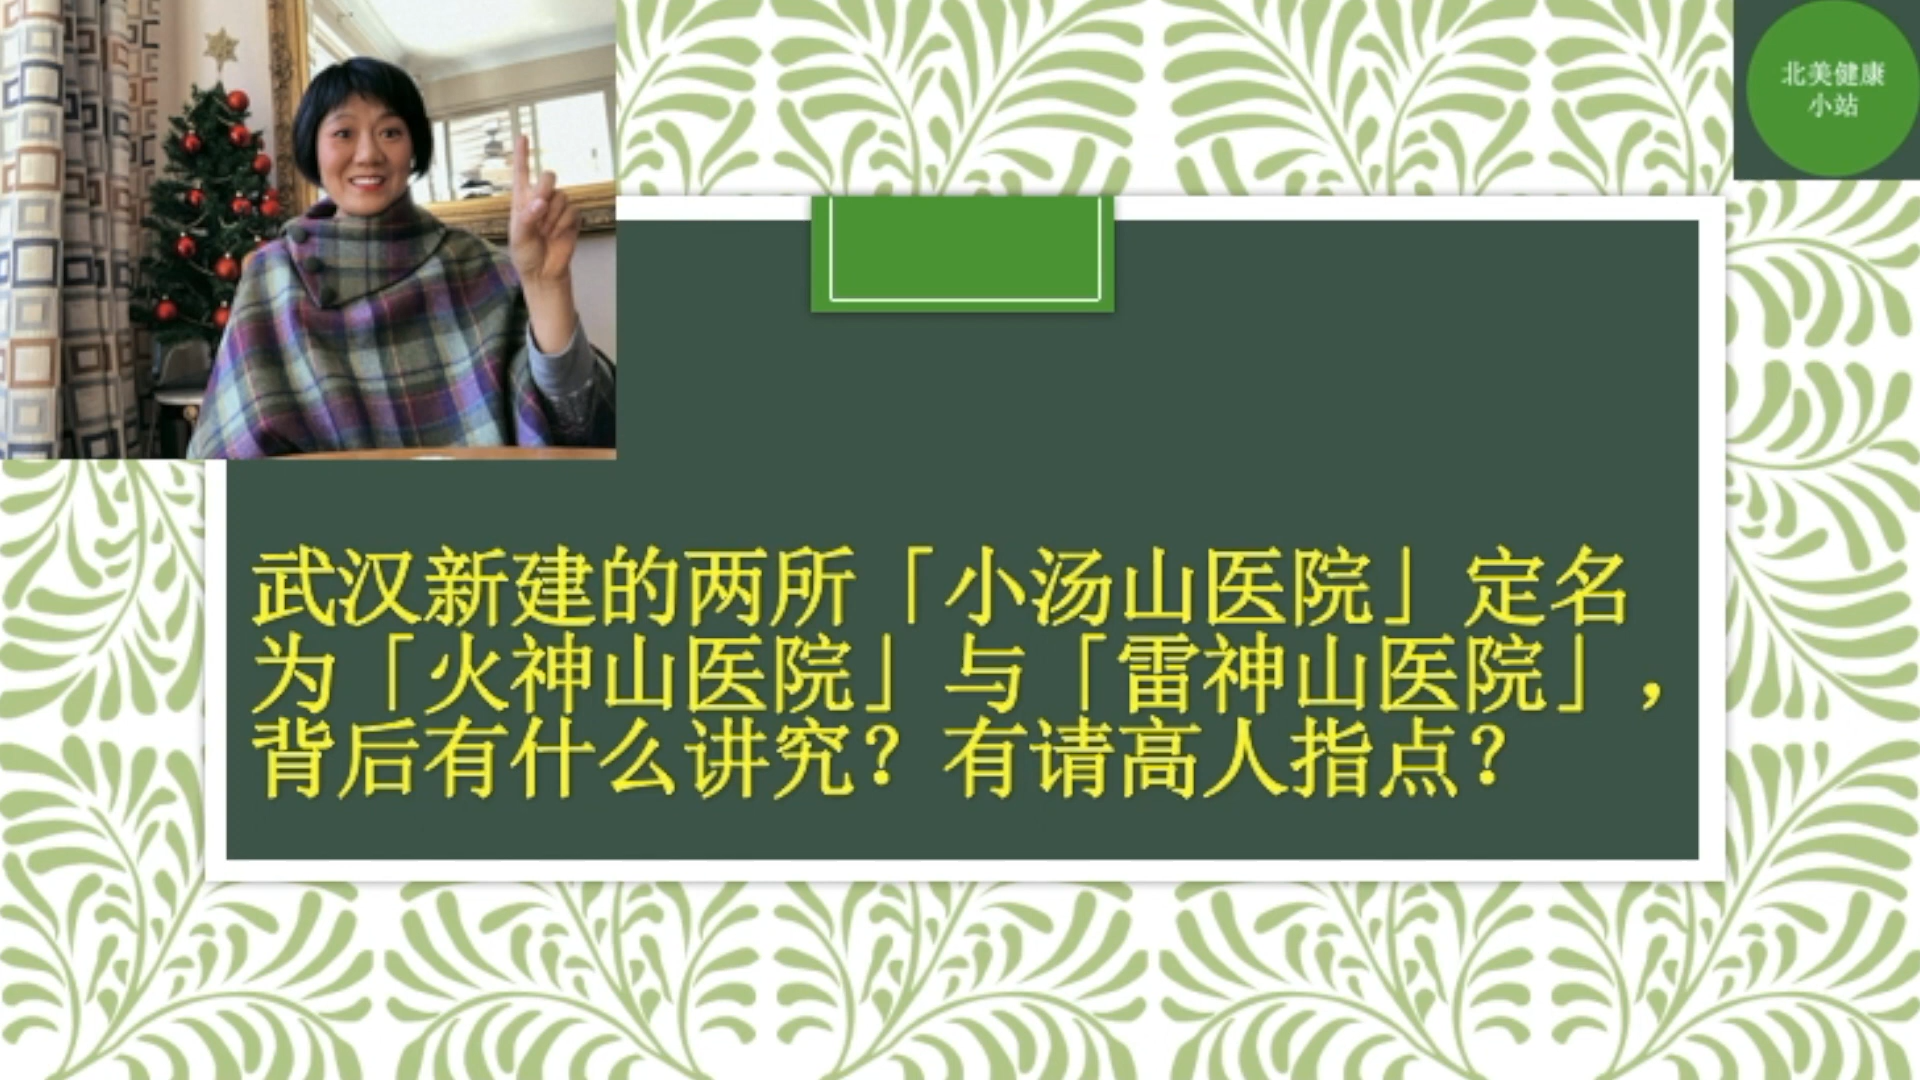 北美健康
小站
武汉新建的两所「小汤山医院」定名
为「火神山医院」与「雷神山医院」，
背后有什么讲究？有请高人指点？